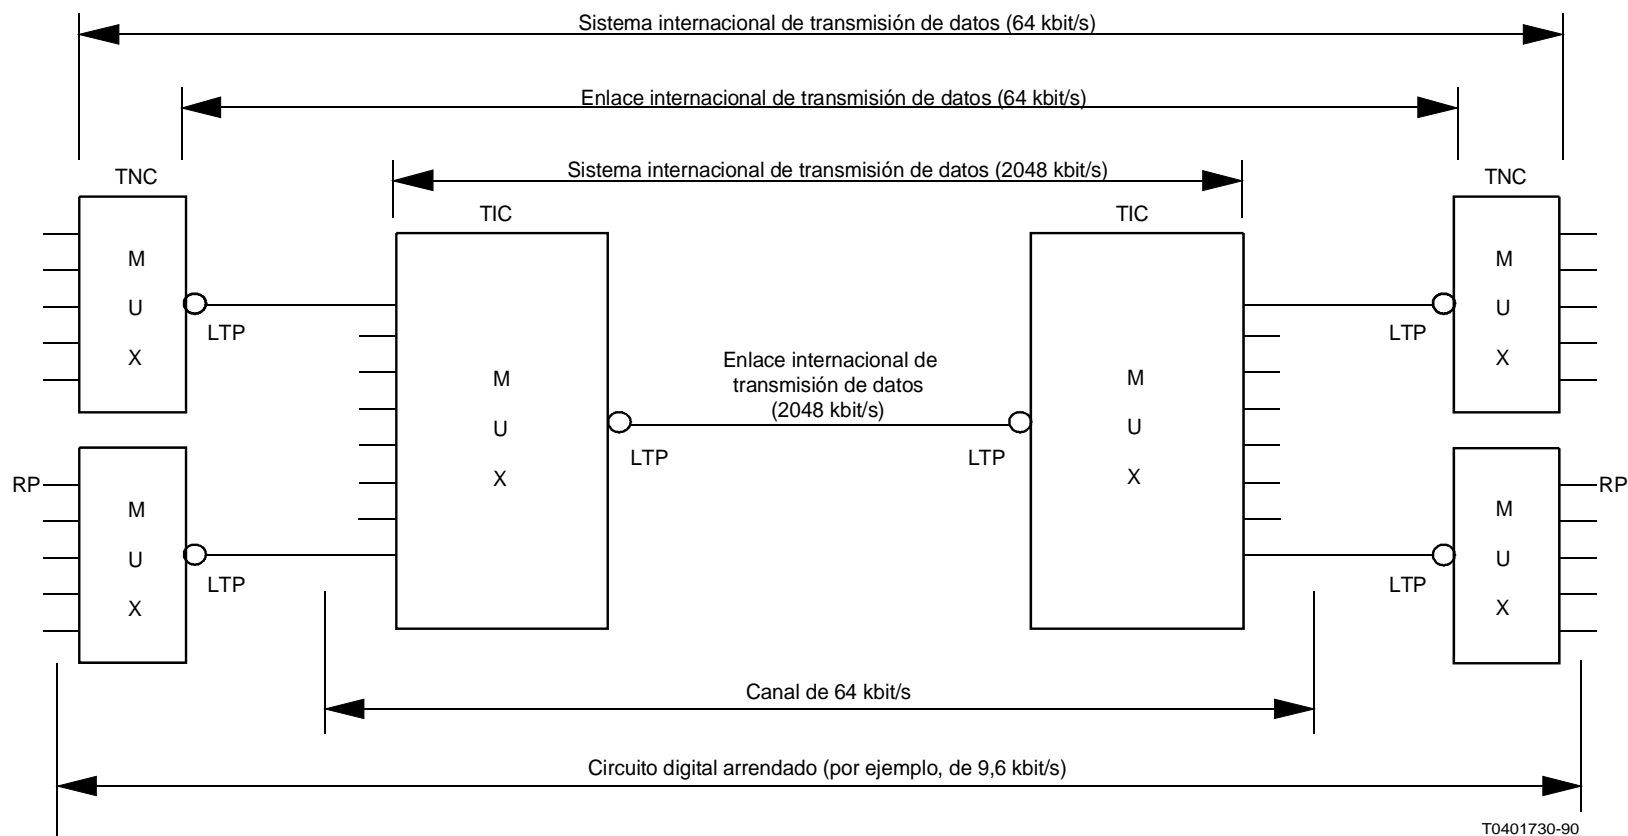 Sistema internacional de transmisión de datos (64 kbit/s)
Enlace internacional de transmisión de datos (64 kbit/s)
Sistema internacional de transmisión de datos (2048 kbit/s)
TNC
TNC
TIC
TIC
M
U
X
LTP
M
U
X
LTP
M
U
X
LTP
Enlace internacional de
transmisión de datos
(2048 kbit/s)
M
U
X
LTP
M
U
X
LTP
RP
M
U
X
LTP
RP
M
U
X
LTP
Canal de 64 kbit/s
Circuito digital arrendado (por ejemplo, de 9,6 kbit/s)
T0401730-90